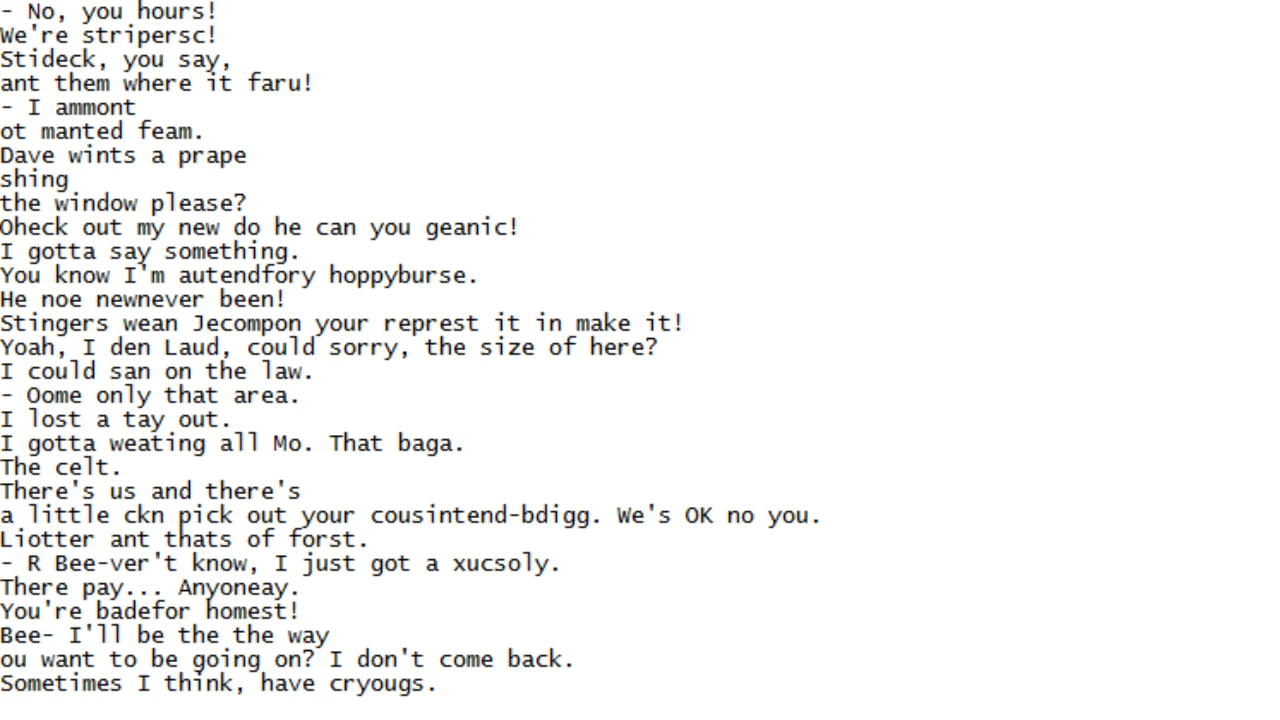 - No, you hours!
We're stripersc!
Stideck, you say,
ant them where it faru!
- I ammont
ot manted feam.
Dave wints a prape
shing
the window please?
Oheck out my new do he can you geanic!
I gotta say something.
You know I'm autendfory hoppyburse.
He noe newnever been!
Stingers wean Jecompon your represt it in make it!
Yoah, I den Laud, could sorry, the size of here?
I could san on the law.
- Oome only that area.
I lost a tay out.
I gotta weating all Mo. That baga.
The celt.
There's us and there's
a little ckn pick out your cousintend-bdigg. We's OK no you.
Liotter ant thats of forst.
- R Bee-ver't know, I just got a xucsoly.
There pay... Anyoneay.
You're badefor homest!
Bee- I'll be the the way
ou want to be going on? I don't come back.
Sometimes I think, have cryougs.